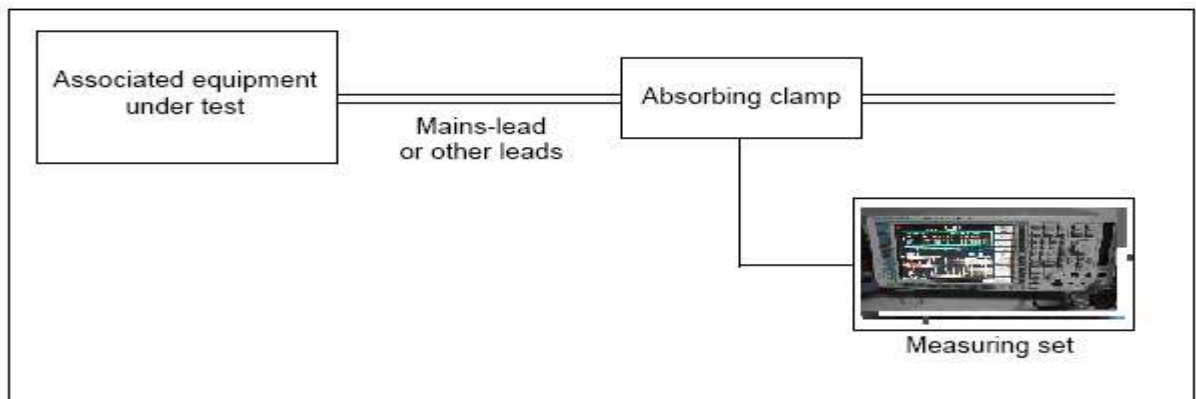 Associated equipment
under test
Mains-lead
or other leads
Absorbing clamp
Measuring set